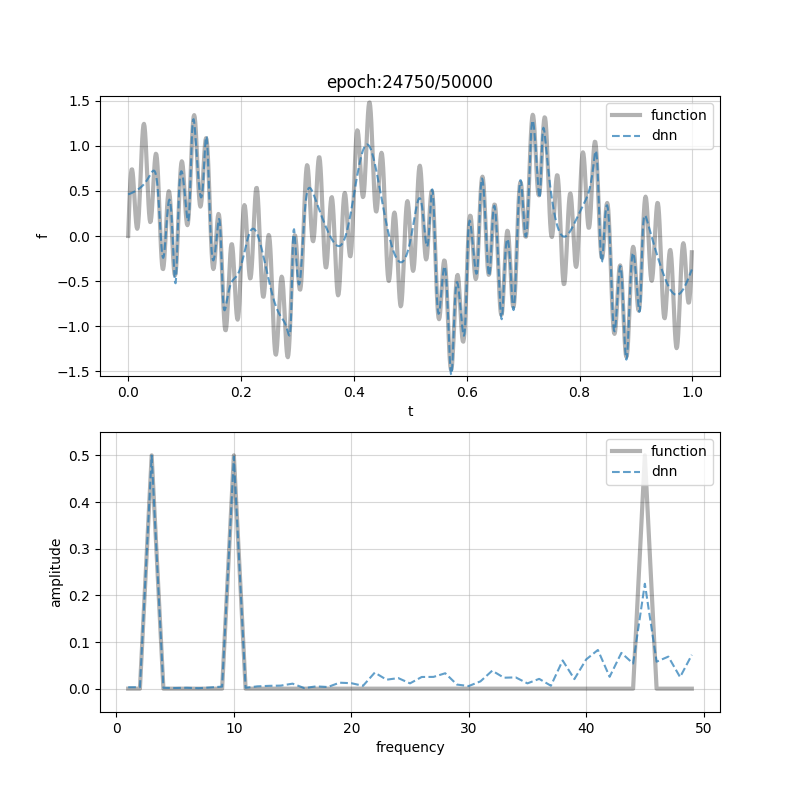 epoch:24750/50000
1.5
1.0
0.5
0.0
−0.5
−1.0
−1.5
f
function
dnn
0.0 0.2 0.4 0.6 0.8 1.0
t
0.5
0.4
0.3
0.2
0.1
0.0
amplitude
function
dnn
0 10 20 30 40 50
frequency